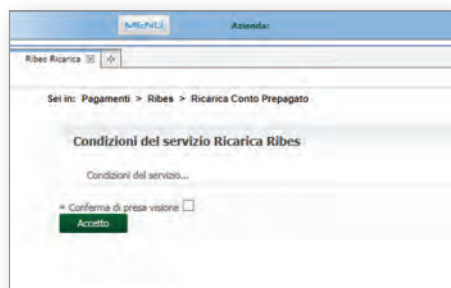 MENU Azienda:
Ribes Ricarica
Sei in: Pagamenti > Ribes > Ricarica Conto Prepagato
Condizioni del servizio Ricarica Ribes
Condizioni del servizio...
* Conferma di presa visione
Accetto